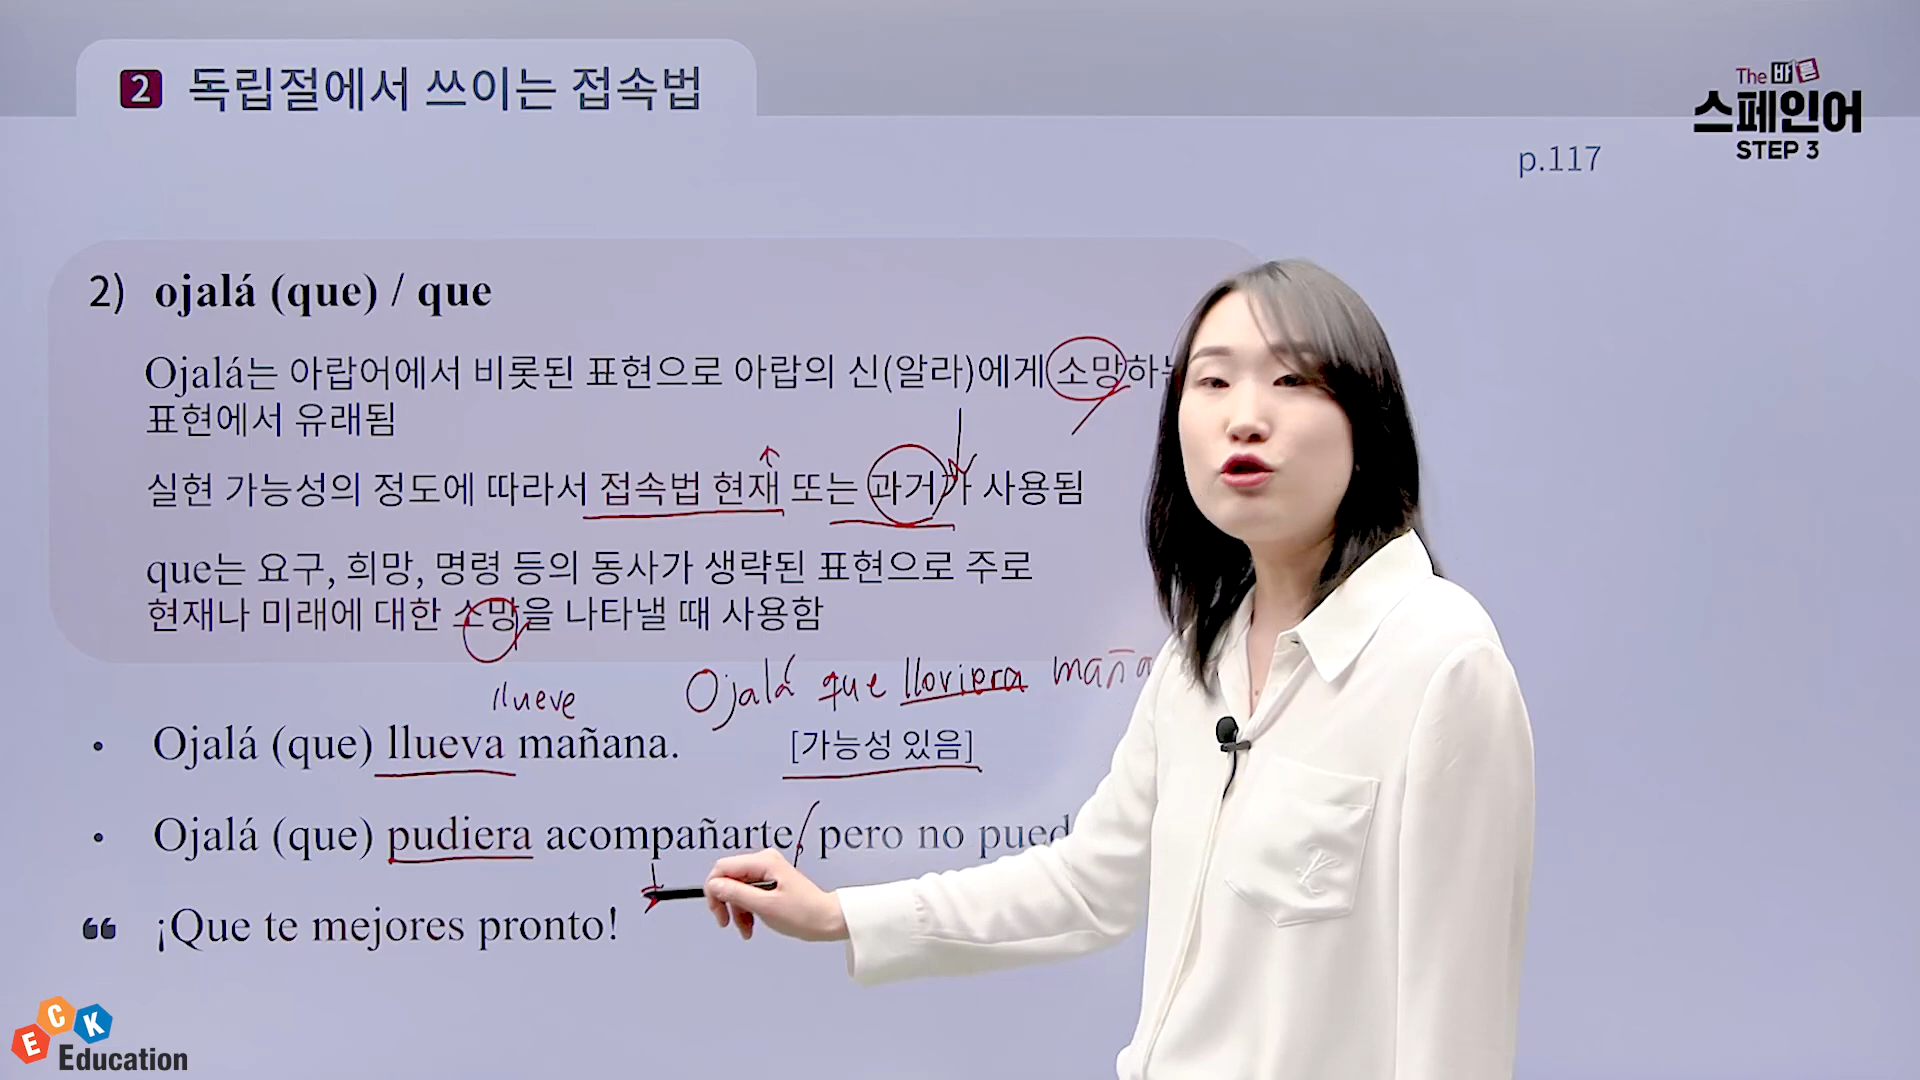 2 독립절에서 쓰이는 접속법
The 바른
스페인어
STEP 3
p.117
2) ojalá (que) / que
Ojalá는 아랍어에서 비롯된 표현으로 아랍의 신(알라)에게 소망하는
표현에서 유래됨
실현 가능성의 정도에 따라서 접속법 현재 또는 과거가 사용됨
que는 요구, 희망, 명령 등의 동사가 생략된 표현으로 주로
현재나 미래에 대한 소망을 나타낼 때 사용함
Ojalá que lloviera maña
llueve
• Ojalá (que) llueva mañana. [가능성 있음]
• Ojalá (que) pudiera acompañarte, pero no pued
¡Que te mejores pronto!
ECK
Education